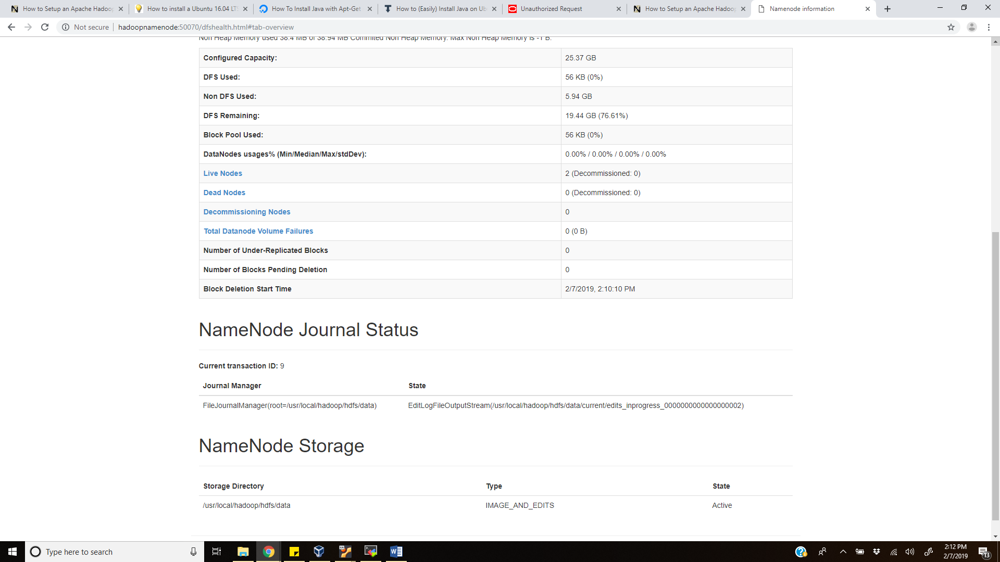 How to Setup an Apache Hadoop
How to install a Ubuntu 16.04 LTS
How To Install Java with Apt-Get
How to (Easily) Install Java on Ub
Unauthorized Request
How to Setup an Apache Hadoop
Namenode information
Not secure
hadoopnamenode:50070/dfshealth.html#tab-overview
Non Heap Memory used 38.4 MB of 38.94 MB Commited Non Heap Memory. Max Non Heap Memory is -1 B.
Configured Capacity: 25.37 GB
DFS Used: 56 KB (0%)
Non DFS Used: 5.94 GB
DFS Remaining: 19.44 GB (76.61%)
Block Pool Used: 56 KB (0%)
DataNodes usages% (Min/Median/Max/stdDev): 0.00% / 0.00% / 0.00% / 0.00%
Live Nodes 2 (Decommissioned: 0)
Dead Nodes 0 (Decommissioned: 0)
Decommissioning Nodes 0
Total Datanode Volume Failures 0 (0 B)
Number of Under-Replicated Blocks 0
Number of Blocks Pending Deletion 0
Block Deletion Start Time 2/7/2019, 2:10:10 PM
NameNode Journal Status
Current transaction ID: 9
Journal Manager State
FileJournalManager(root=/usr/local/hadoop/hdfs/data) EditLogFileOutputStream(/usr/local/hadoop/hdfs/data/current/edits_inprogress_0000000000000000002)
NameNode Storage
Storage Directory Type State
/usr/local/hadoop/hdfs/data IMAGE_AND_EDITS Active
Type here to search
2:12 PM
2/7/2019
13